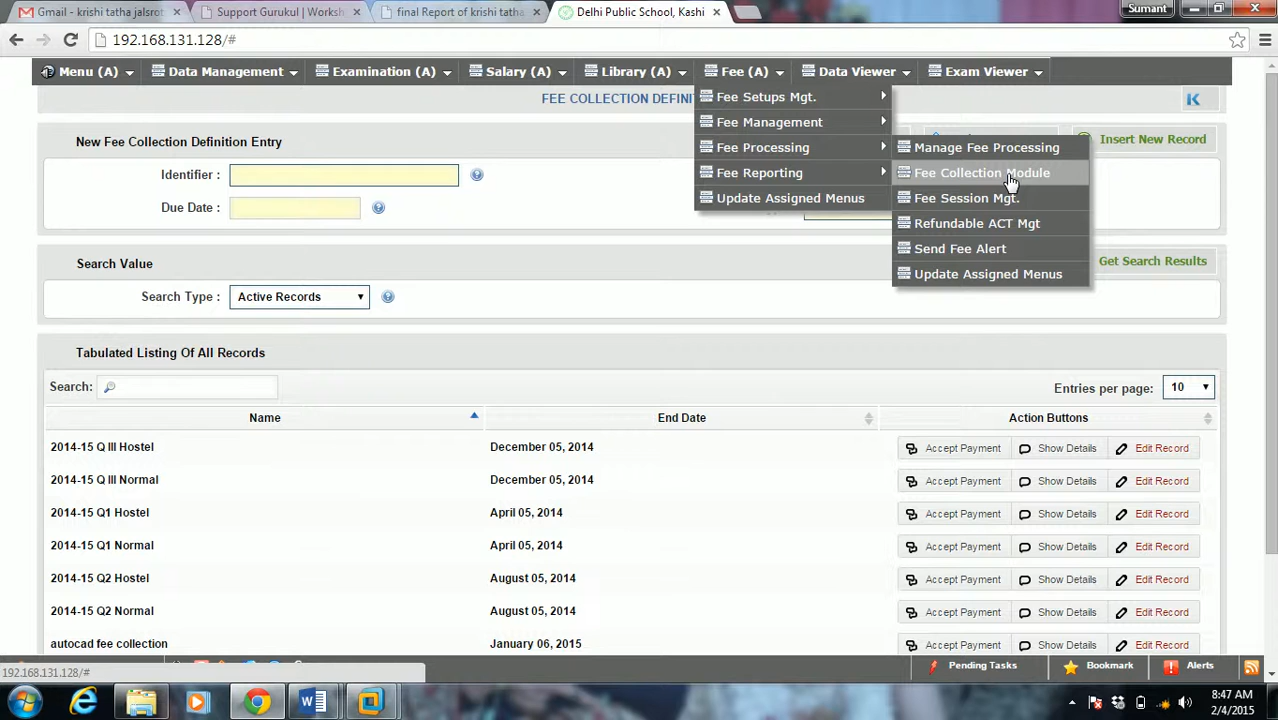 Gmail - krishi tatha jalsrot
Support Gurukul | Worksh
final Report of krishi tatha
Delhi Public School, Kashi
Sumant
192.168.131.128/#
Menu (A)
Data Management
Examination (A)
Salary (A)
Library (A)
Fee (A)
Data Viewer
Exam Viewer
FEE COLLECTION DEFINI
Fee Setups Mgt.
Fee Management
Fee Processing
Fee Reporting
Update Assigned Menus
Manage Fee Processing
Fee Collection Module
Fee Session Mgt.
Refundable ACT Mgt
Send Fee Alert
Update Assigned Menus
New Fee Collection Definition Entry
Insert New Record
Identifier :
Due Date :
Search Value
Get Search Results
Search Type : Active Records
Tabulated Listing Of All Records
Search:
Entries per page: 10
Name End Date Action Buttons
2014-15 Q III Hostel December 05, 2014 Accept Payment Show Details Edit Record
2014-15 Q III Normal December 05, 2014 Accept Payment Show Details Edit Record
2014-15 Q1 Hostel April 05, 2014 Accept Payment Show Details Edit Record
2014-15 Q1 Normal April 05, 2014 Accept Payment Show Details Edit Record
2014-15 Q2 Hostel August 05, 2014 Accept Payment Show Details Edit Record
2014-15 Q2 Normal August 05, 2014 Accept Payment Show Details Edit Record
autocad fee collection January 06, 2015 Accept Payment Show Details Edit Record
192.168.131.128/#
Pending Tasks
Bookmark
Alerts
8:47 AM
2/4/2015